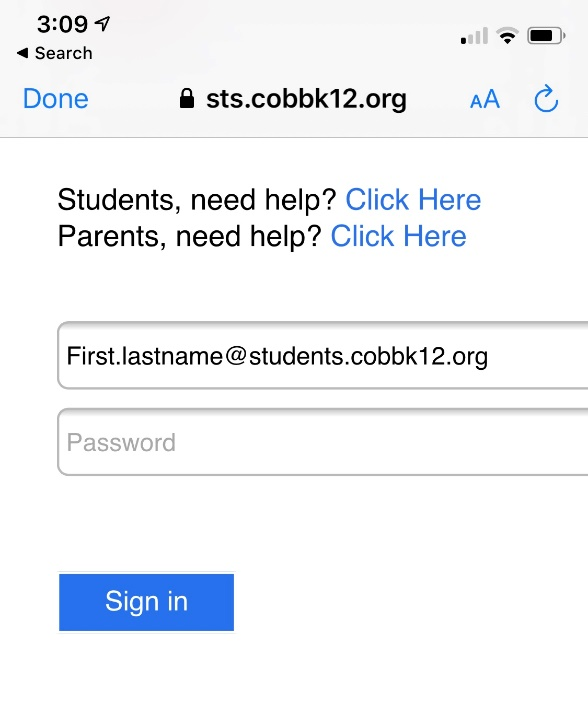 3:09
◀ Search
Done sts.cobbk12.org AA
Students, need help? Click Here
Parents, need help? Click Here
First.lastname@students.cobbk12.org
Password
Sign in